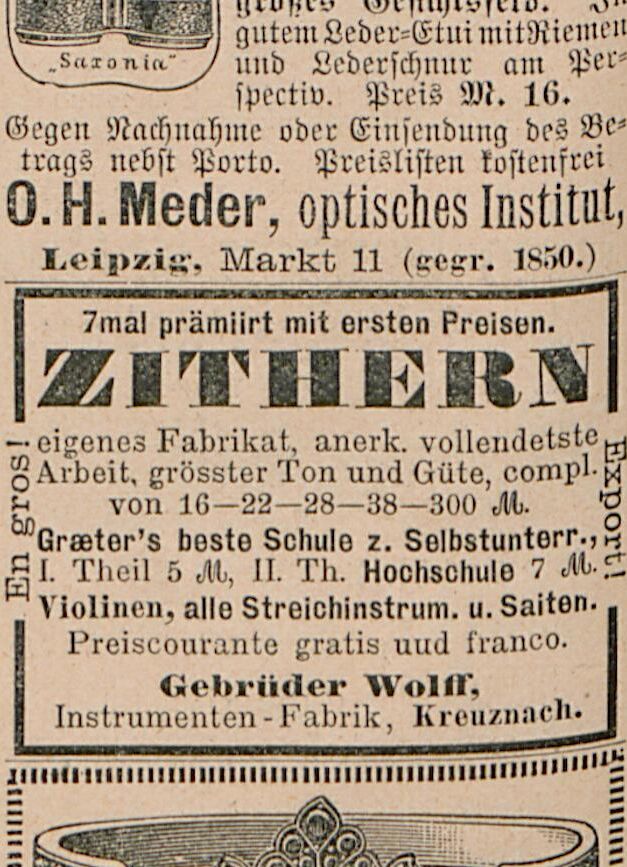 „Saxonia“
großes Gesichtsfeld. In
gutem Leder=Etui mit Riemen
und Lederschnur am Per=
spectiv. Preis M. 16.
Gegen Nachnahme oder Einsendung des Be=
trags nebst Porto. Preislisten kostenfrei
O. H. Meder, optisches Institut,
Leipzig, Markt 11 (gegr. 1850.)
7mal prämiirt mit ersten Preisen.
ZITHERN
eigenes Fabrikat, anerk. vollendetste
Arbeit, grösster Ton und Güte, compl.
von 16—22—28—38—300 M.
Græter's beste Schule z. Selbstunterr.,
I. Theil 5 M, II. Th. Hochschule 7 M.
Violinen, alle Streichinstrum. u. Saiten.
Preiscourante gratis uud franco.
Gebrüder Wolff,
Instrumenten-Fabrik, Kreuznach.
En gros!
Export!